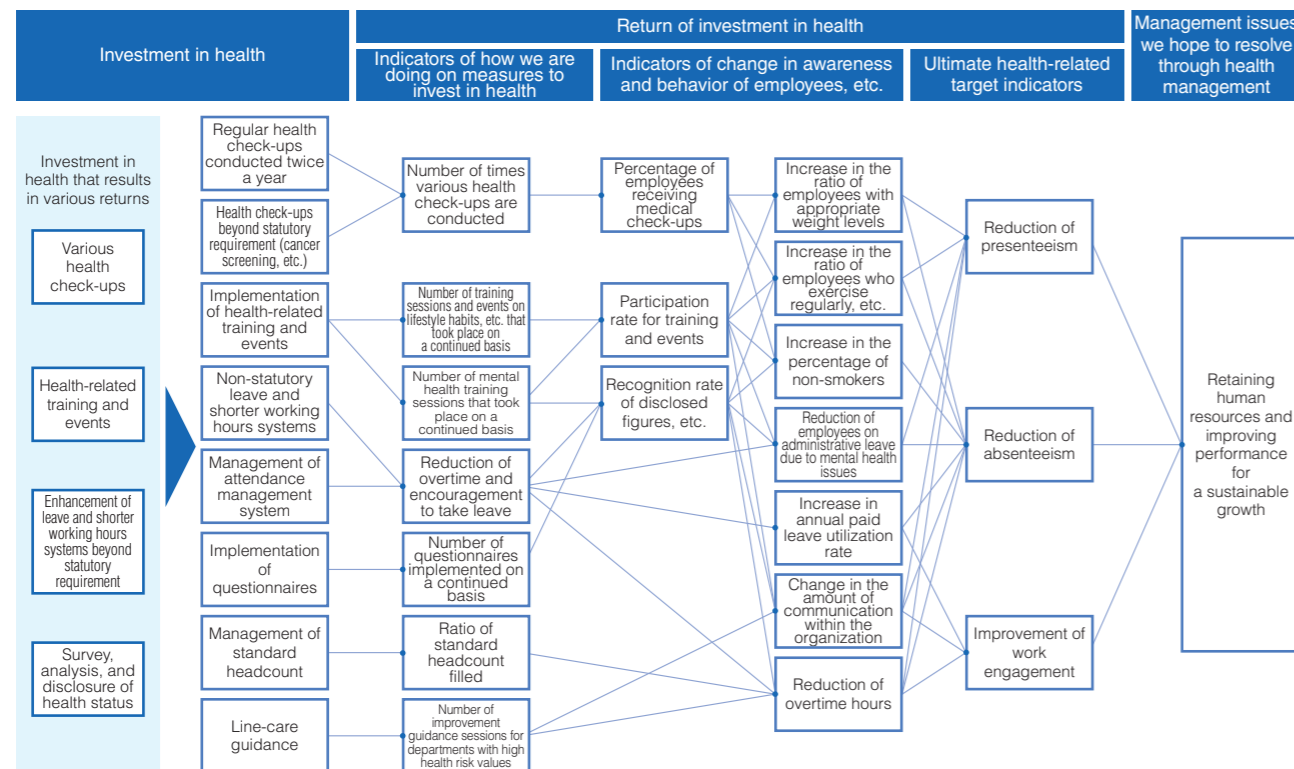 Investment in health
Return of investment in health
Management issues
we hope to resolve
through health
management
Indicators of how we are
doing on measures to
invest in health
Indicators of change in awareness
and behavior of employees, etc.
Ultimate health-related
target indicators
Investment in
health that results
in various returns
Various
health
check-ups
Health-related
training and
events
Enhancement of
leave and shorter
working hours
systems beyond
statutory
requirement
Survey,
analysis, and
disclosure of
health status
Regular health
check-ups
conducted twice
a year
Health check-ups
beyond statutory
requirement (cancer
screening, etc.)
Implementation
of health-related
training and
events
Non-statutory
leave and
shorter working
hours systems
Management of
attendance
management
system
Implementation
of
questionnaires
Management of
standard
headcount
Line-care
guidance
Number of times
various health
check-ups are
conducted
Number of training
sessions and events on
lifestyle habits, etc. that
took place on
a continued basis
Number of mental
health training
sessions that took
place on a
continued basis
Reduction of
overtime and
encouragement
to take leave
Number of
questionnaires
implemented on
a continued
basis
Ratio of
standard
headcount
filled
Number of
improvement
guidance sessions for
departments with high
health risk values
Percentage of
employees
receiving
medical
check-ups
Participation
rate for training
and events
Recognition rate
of disclosed
figures, etc.
Increase in the
ratio of
employees with
appropriate
weight levels
Increase in the
ratio of
employees who
exercise
regularly, etc.
Increase in the
percentage of
non-smokers
Reduction of
employees on
administrative leave
due to mental health
issues
Increase in
annual paid
leave utilization
rate
Change in the
amount of
communication
within the
organization
Reduction of
overtime hours
Reduction of
presenteeism
Reduction of
absenteeism
Improvement of
work
engagement
Retaining
human
resources and
improving
performance
for
a sustainable
growth